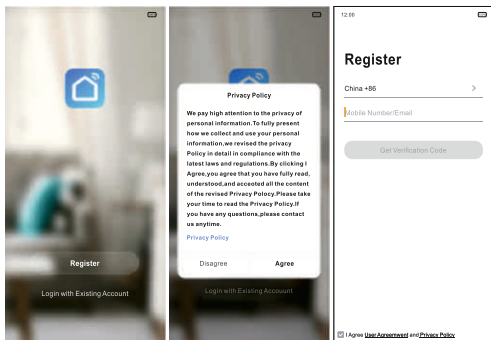 Register
Login with Existing Account
Privacy Policy
We pay high attention to the privacy of
personal information.To fully present
how we collect and use your personal
information,we revised the privacy
Policy in detail in compliance with the
latest laws and regulations.By clicking I
Agree,you agree that you have fully read,
understood,and acceoted all the content
of the revised Privacy Polocy.Please take
your time to read the Privacy Policy.If
you have any questions,please contact
us anytime.
Privacy Policy
Disagree Agree
Login with Existing Accouunt
12:00
Register
China +86
Mobile Number/Email
Get Verification Code
I Agree User Agreemwent and Privacy Policy